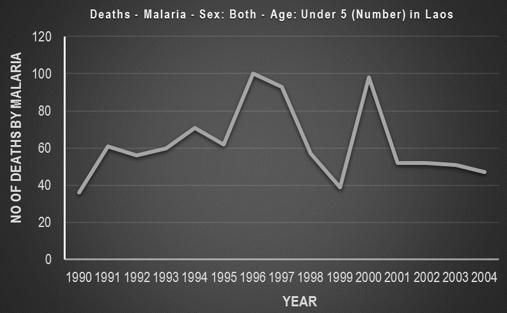 Deaths - Malaria - Sex: Both - Age: Under 5 (Number) in Laos
NO OF DEATHS BY MALARIA
120
100
80
60
40
20
0
1990 1991 1992 1993 1994 1995 1996 1997 1998 1999 2000 2001 2002 2003 2004
YEAR